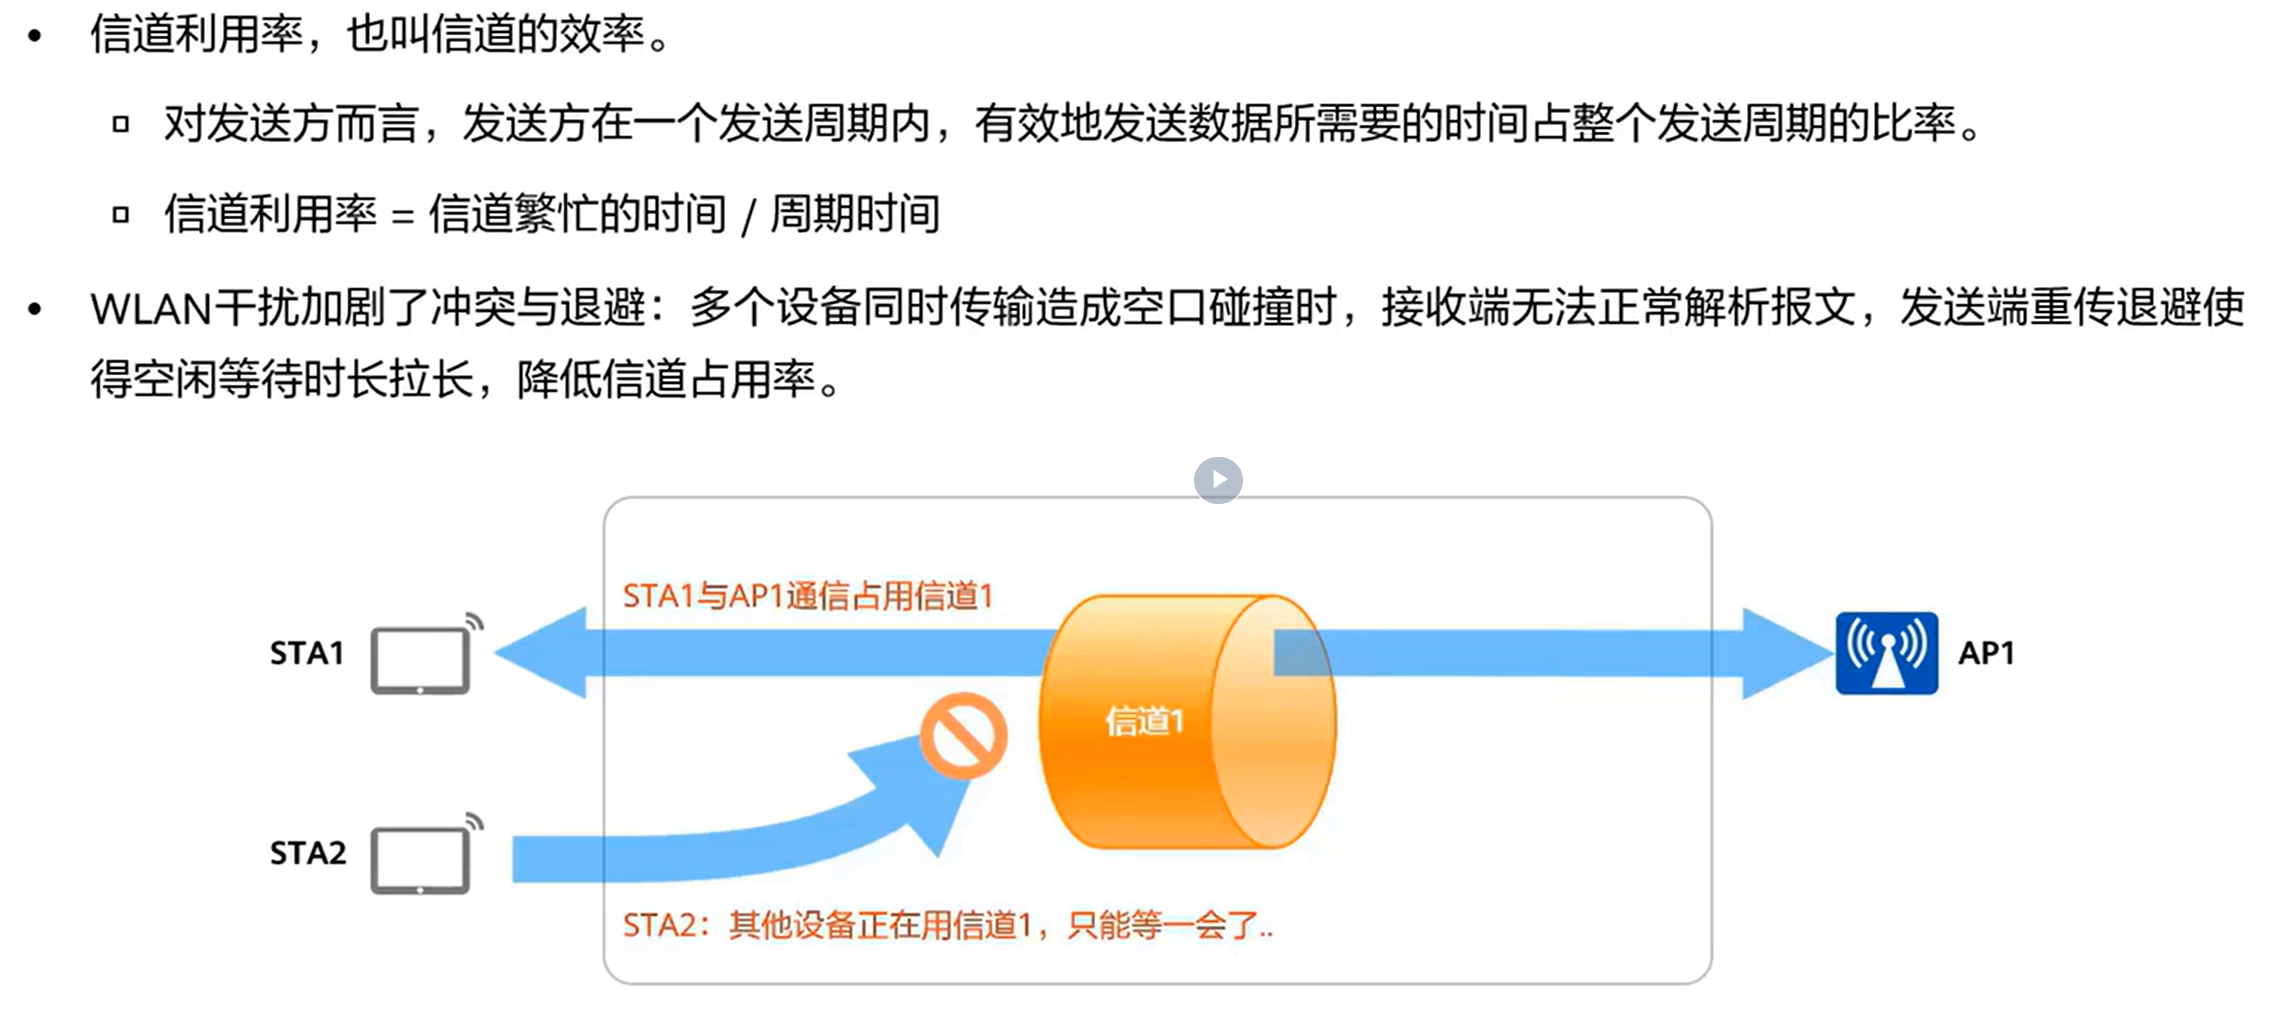 • 信道利用率，也叫信道的效率。
▫ 对发送方而言，发送方在一个发送周期内，有效地发送数据所需要的时间占整个发送周期的比率。
▫ 信道利用率 = 信道繁忙的时间 / 周期时间
• WLAN干扰加剧了冲突与退避：多个设备同时传输造成空口碰撞时，接收端无法正常解析报文，发送端重传退避使
得空闲等待时长拉长，降低信道占用率。
STA1与AP1通信占用信道1
STA1
AP1
信道1
STA2
STA2：其他设备正在用信道1，只能等一会了..